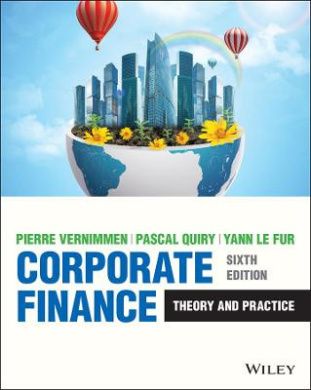 PIERRE VERNIMMEN | PASCAL QUIRY | YANN LE FUR
CORPORATE
FINANCE
SIXTH
EDITION
THEORY AND PRACTICE
WILEY